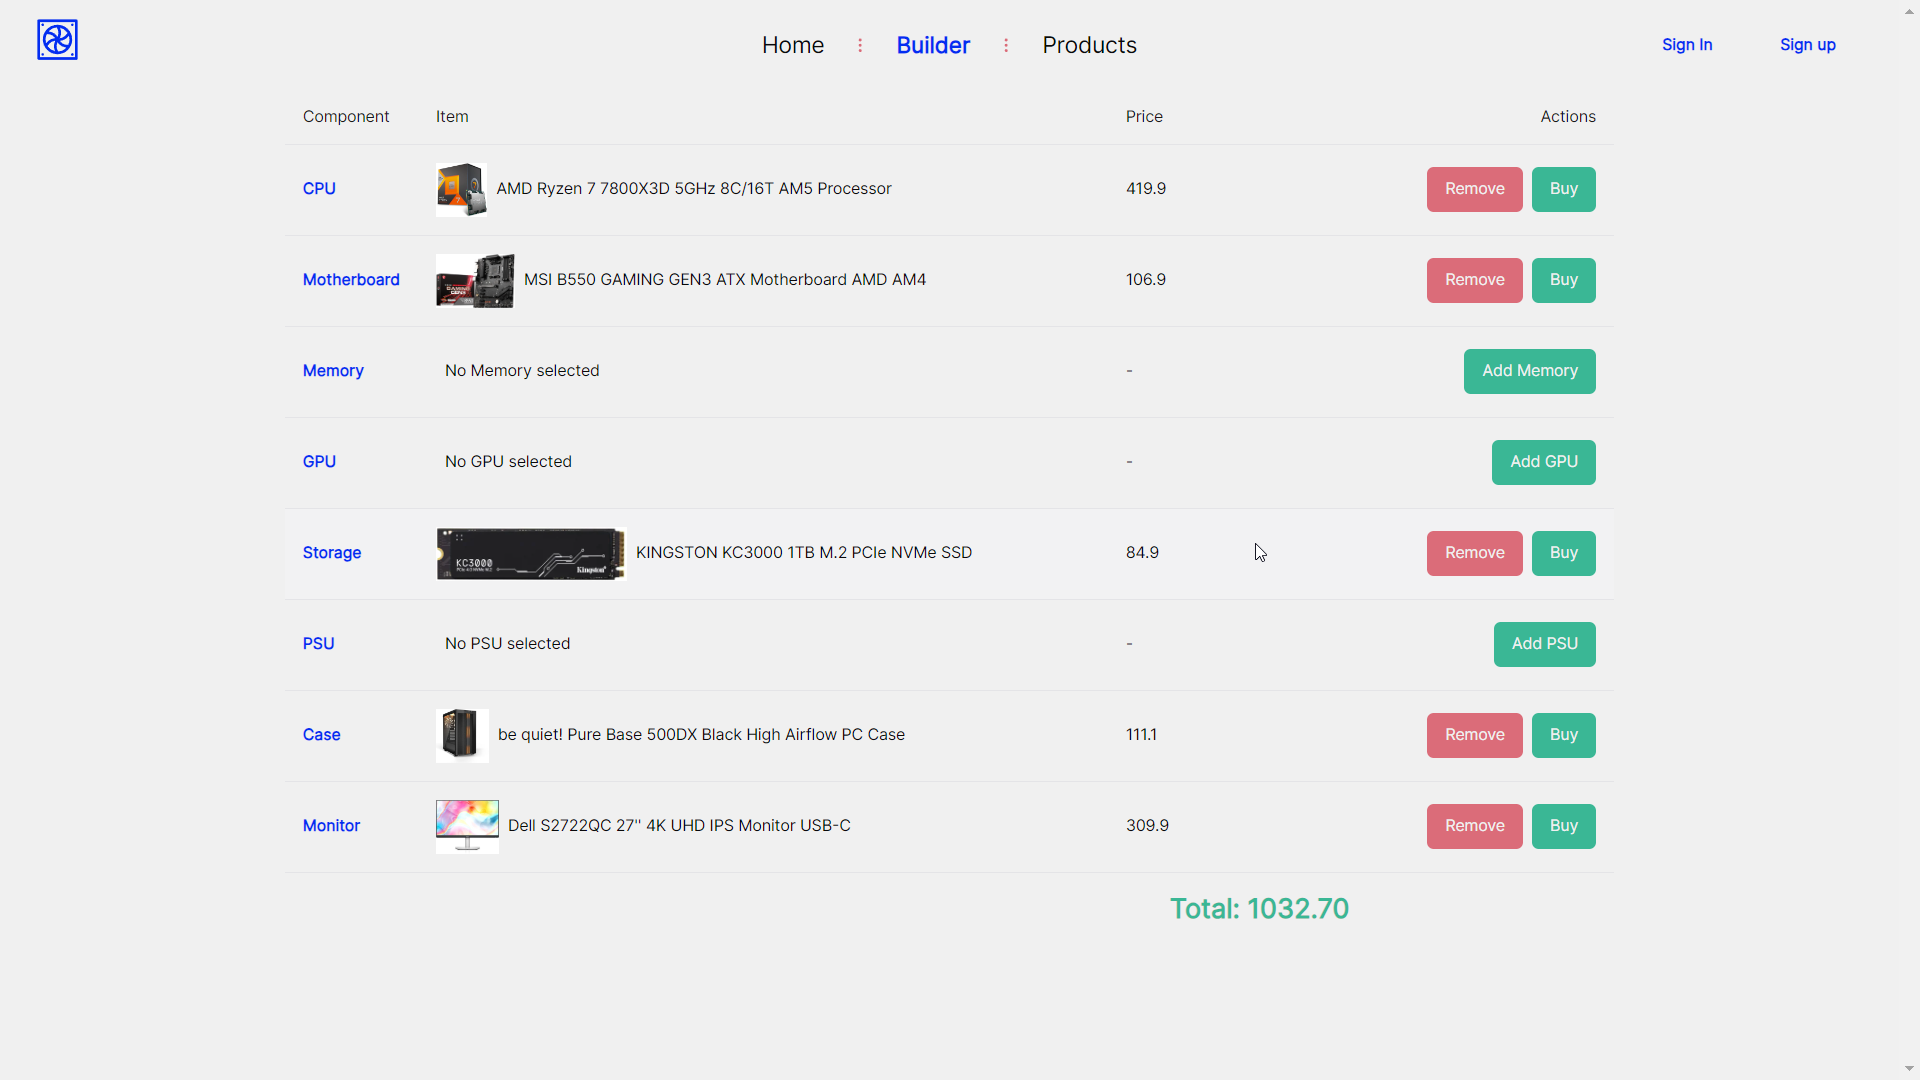 Home Builder Products Sign In Sign up
Component Item Price Actions
CPU AMD Ryzen 7 7800X3D 5GHz 8C/16T AM5 Processor 419.9 Remove Buy
Motherboard MSI B550 GAMING GEN3 ATX Motherboard AMD AM4 106.9 Remove Buy
Memory No Memory selected - Add Memory
GPU No GPU selected - Add GPU
Storage KC3000 Kingston KINGSTON KC3000 1TB M.2 PCIe NVMe SSD 84.9 Remove Buy
PSU No PSU selected - Add PSU
Case be quiet! Pure Base 500DX Black High Airflow PC Case 111.1 Remove Buy
Monitor Dell S2722QC 27'' 4K UHD IPS Monitor USB-C 309.9 Remove Buy
Total: 1032.70